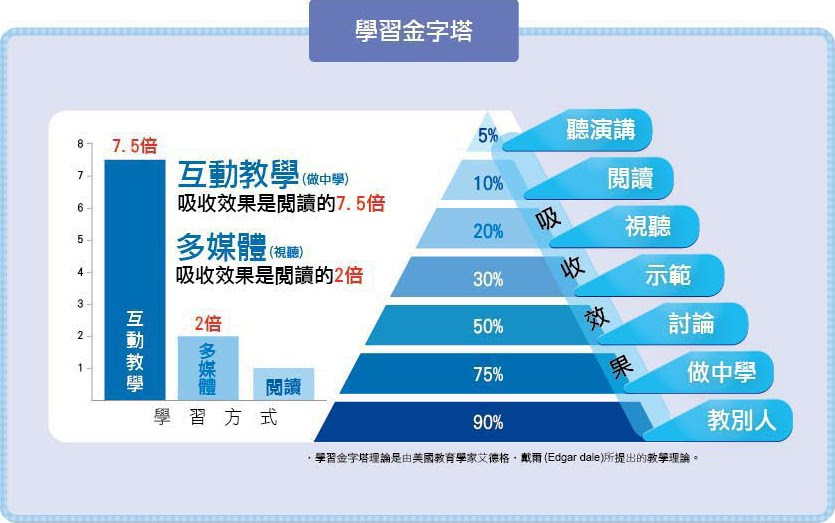 學習金字塔
8
7
6
5
4
3
2
1
7.5倍
互動教學
2倍
多媒體
閱讀
學習方式
互動教學(做中學)
吸收效果是閱讀的7.5倍
多媒體(視聽)
吸收效果是閱讀的2倍
5% 聽演講
10% 閱讀
20% 視聽
30% 示範
50% 討論
75% 做中學
90% 教別人
吸收效果
・學習金字塔理論是由美國教育學家艾德格・戴爾(Edgar dale)所提出的教學理論。